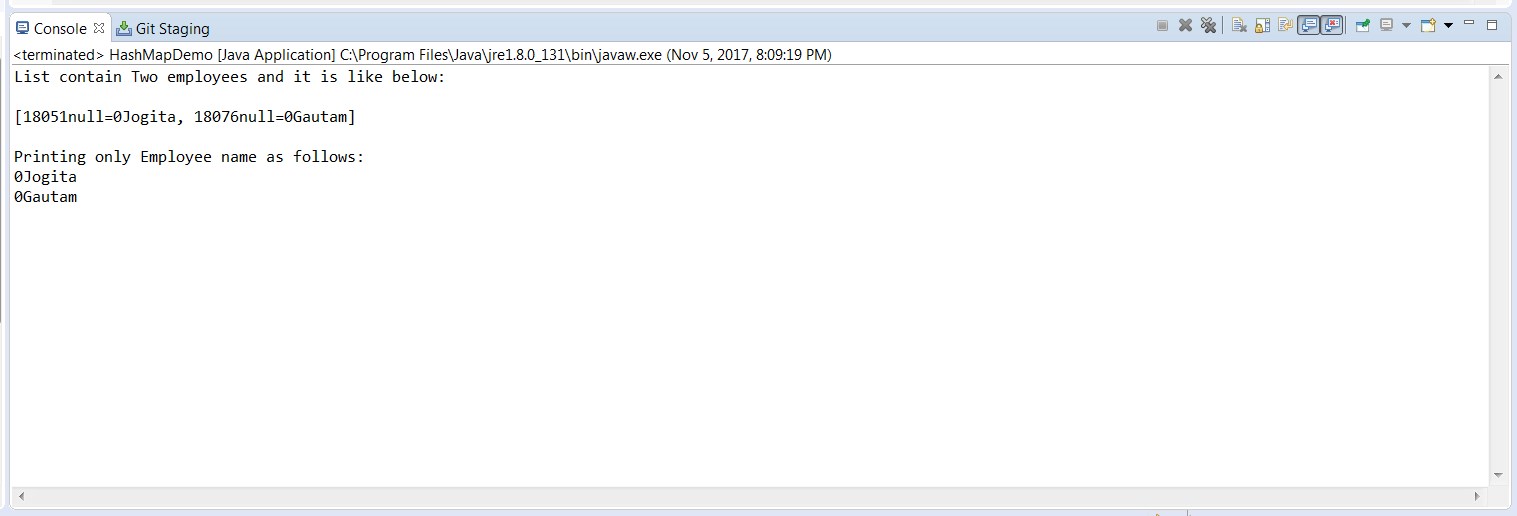 Console Git Staging
<terminated> HashMapDemo [Java Application] C:\Program Files\Java\jre1.8.0_131\bin\javaw.exe (Nov 5, 2017, 8:09:19 PM)
List contain Two employees and it is like below:
[18051null=0Jogita, 18076null=0Gautam]
Printing only Employee name as follows:
0Jogita
0Gautam